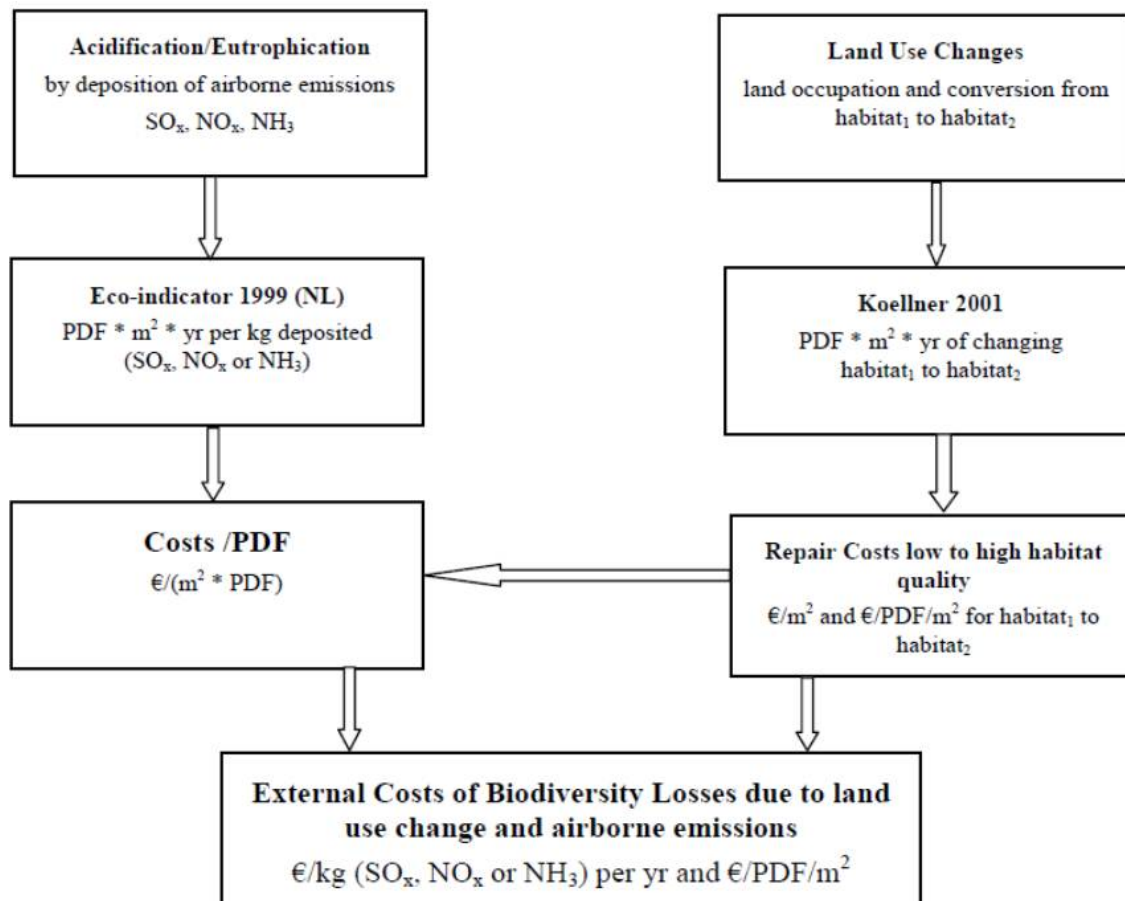 Acidification/Eutrophication
by deposition of airborne emissions
SOₓ, NOₓ, NH₃
Land Use Changes
land occupation and conversion from
habitat₁ to habitat₂
Eco-indicator 1999 (NL)
PDF * m² * yr per kg deposited
(SOₓ, NOₓ or NH₃)
Koellner 2001
PDF * m² * yr of changing
habitat₁ to habitat₂
Costs /PDF
€/(m² * PDF)
Repair Costs low to high habitat
quality
€/m² and €/PDF/m² for habitat₁ to
habitat₂
External Costs of Biodiversity Losses due to land
use change and airborne emissions
€/kg (SOₓ, NOₓ or NH₃) per yr and €/PDF/m²